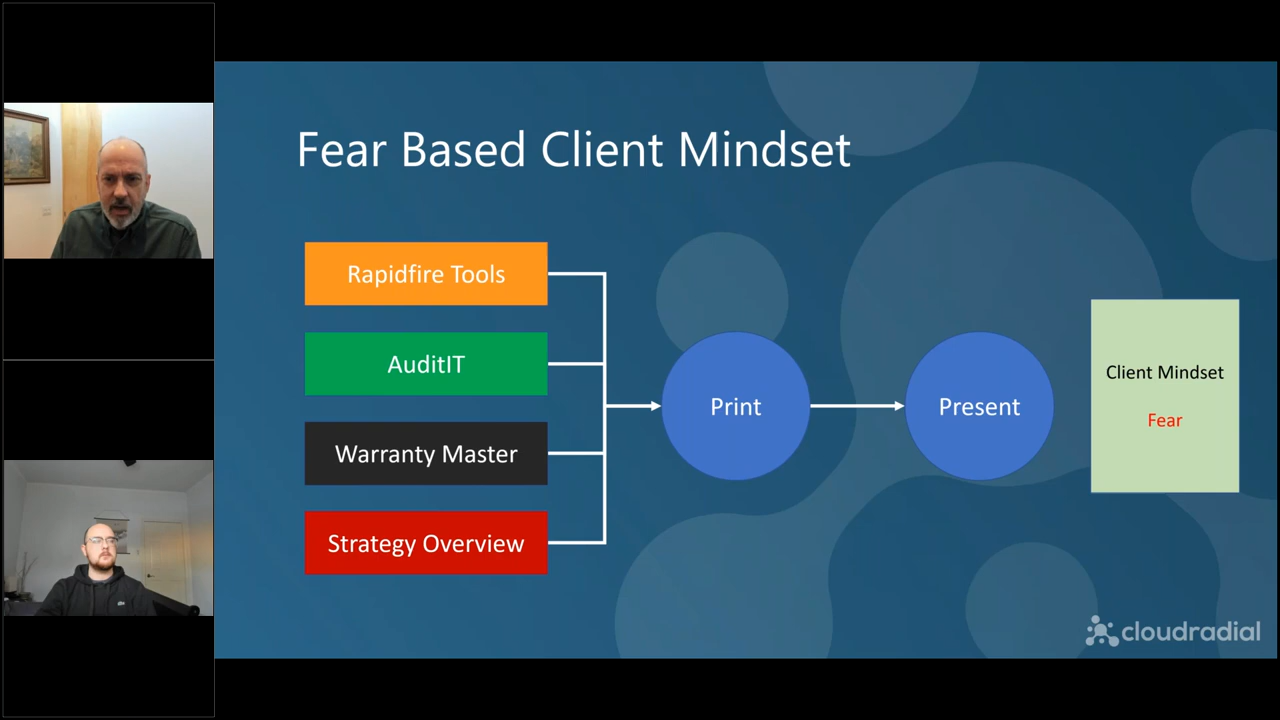 Fear Based Client Mindset
Rapidfire Tools
AuditIT
Warranty Master
Strategy Overview
Print
Present
Client Mindset
Fear
cloudradial